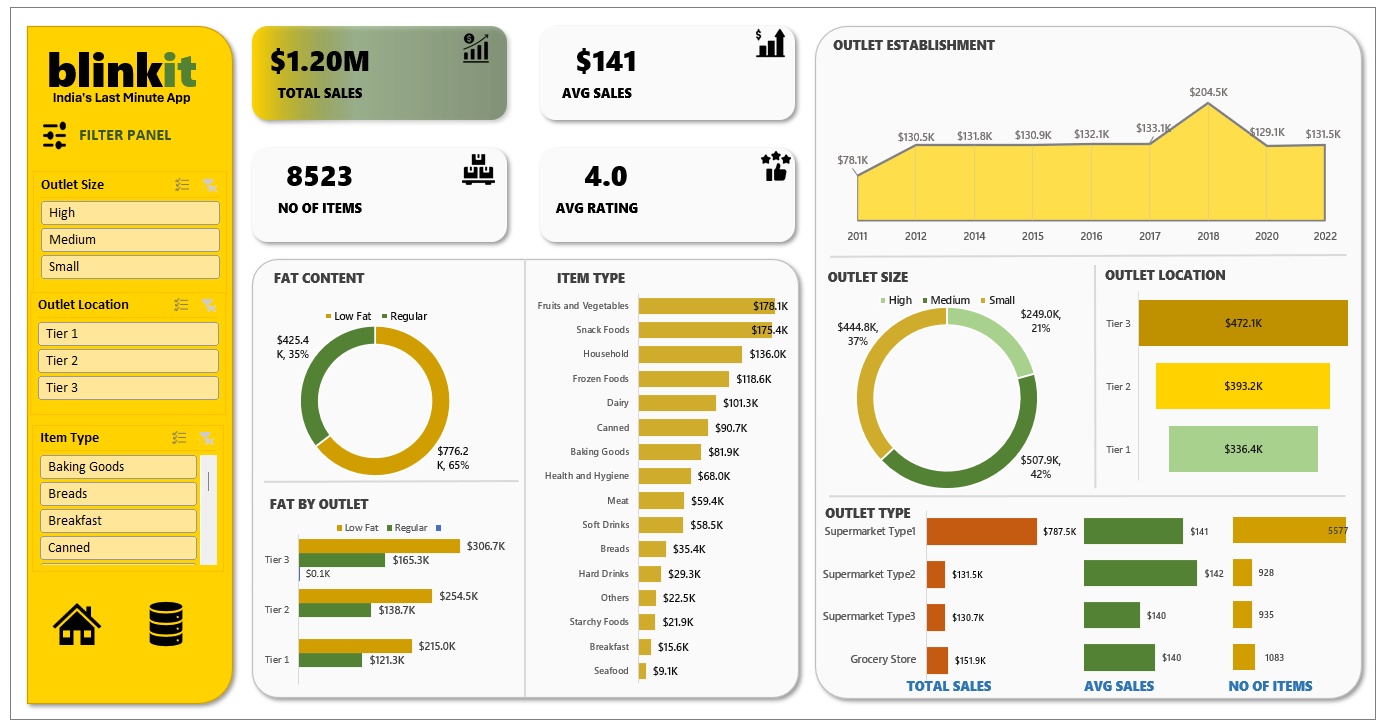 blinkit
India's Last Minute App
FILTER PANEL
Outlet Size
High
Medium
Small
Outlet Location
Tier 1
Tier 2
Tier 3
Item Type
Baking Goods
Breads
Breakfast
Canned
$1.20M
TOTAL SALES
$141
AVG SALES
8523
NO OF ITEMS
4.0
AVG RATING
FAT CONTENT
Low Fat Regular
$425.4
K, 35%
$776.2
K, 65%
FAT BY OUTLET
Low Fat Regular
Tier 3
$306.7K
$165.3K
$0.1K
Tier 2
$254.5K
$138.7K
Tier 1
$215.0K
$121.3K
ITEM TYPE
Fruits and Vegetables $178.1K
Snack Foods $175.4K
Household $136.0K
Frozen Foods $118.6K
Dairy $101.3K
Canned $90.7K
Baking Goods $81.9K
Health and Hygiene $68.0K
Meat $59.4K
Soft Drinks $58.5K
Breads $35.4K
Hard Drinks $29.3K
Others $22.5K
Starchy Foods $21.9K
Breakfast $15.6K
Seafood $9.1K
OUTLET ESTABLISHMENT
$78.1K $130.5K $131.8K $130.9K $132.1K $133.1K $204.5K $129.1K $131.5K
2011 2012 2014 2015 2016 2017 2018 2020 2022
OUTLET SIZE
High Medium Small
$249.0K,
21%
$444.8K,
37%
$507.9K,
42%
OUTLET LOCATION
Tier 3 $472.1K
Tier 2 $393.2K
Tier 1 $336.4K
OUTLET TYPE
Supermarket Type1 $787.5K $141 5577
Supermarket Type2 $131.5K $142 928
Supermarket Type3 $130.7K $140 935
Grocery Store $151.9K $140 1083
TOTAL SALES AVG SALES NO OF ITEMS